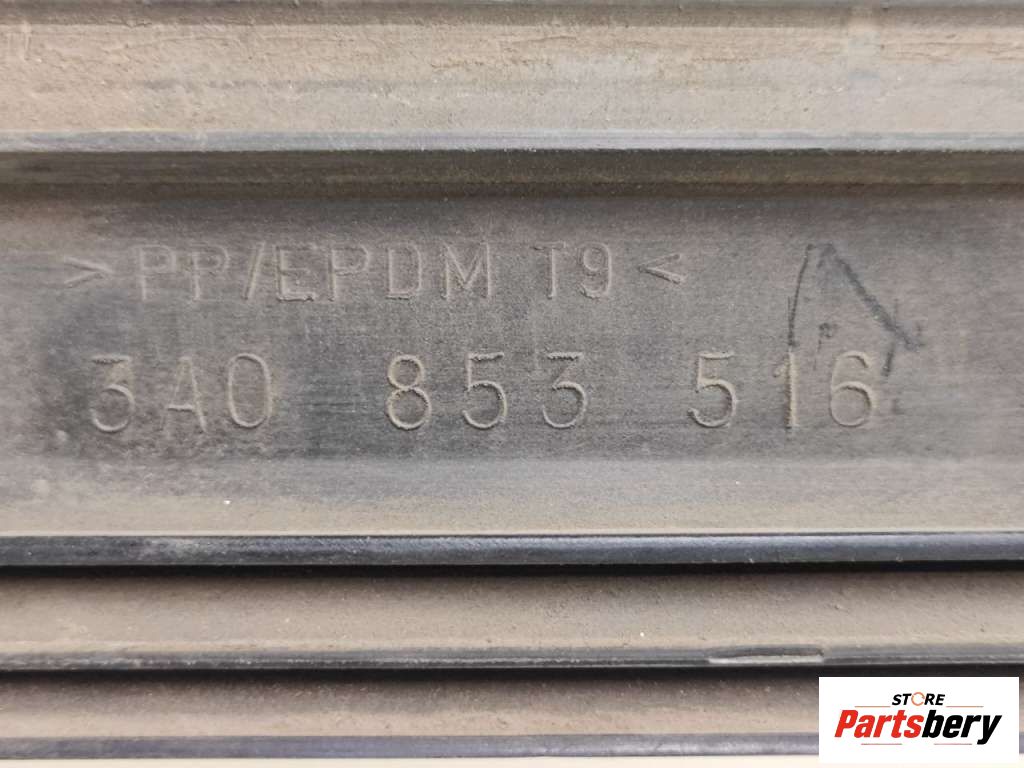 >PP/EPDM T9<
3A0 853 516
STORE
Partsbery